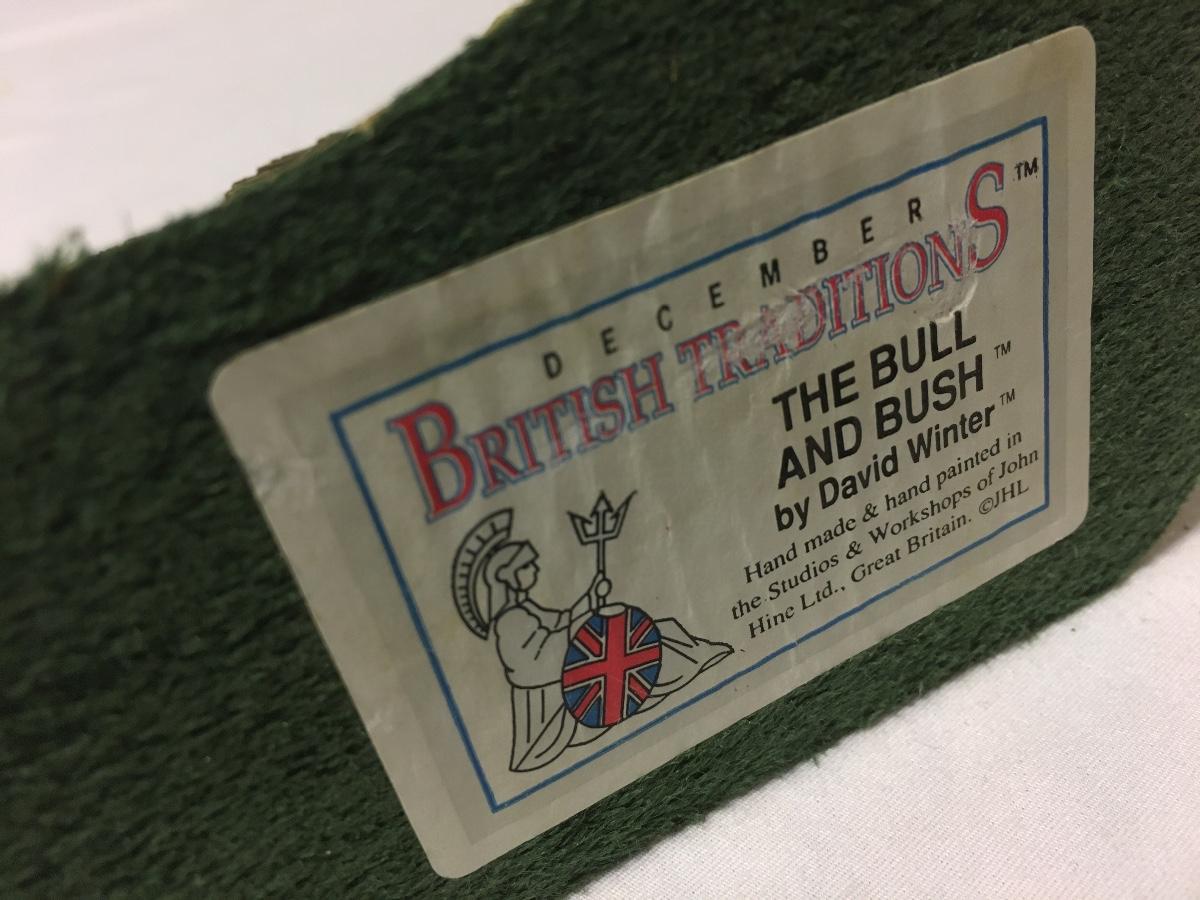 DECEMBER
BRITISH TRADITIONS™
THE BULL
AND BUSH™
by David Winter™
Hand made & hand painted in
the Studios & Workshops of John
Hine Ltd., Great Britain. ©JHL